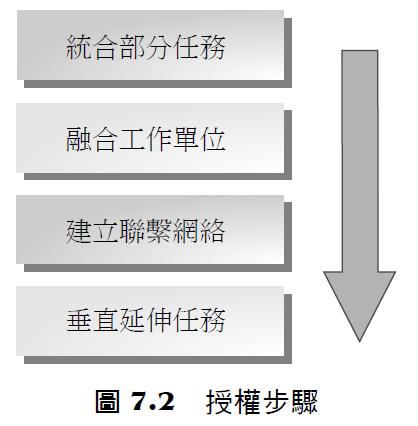 統合部分任務
融合工作單位
建立聯繫網絡
垂直延伸任務
圖 7.2　授權步驟